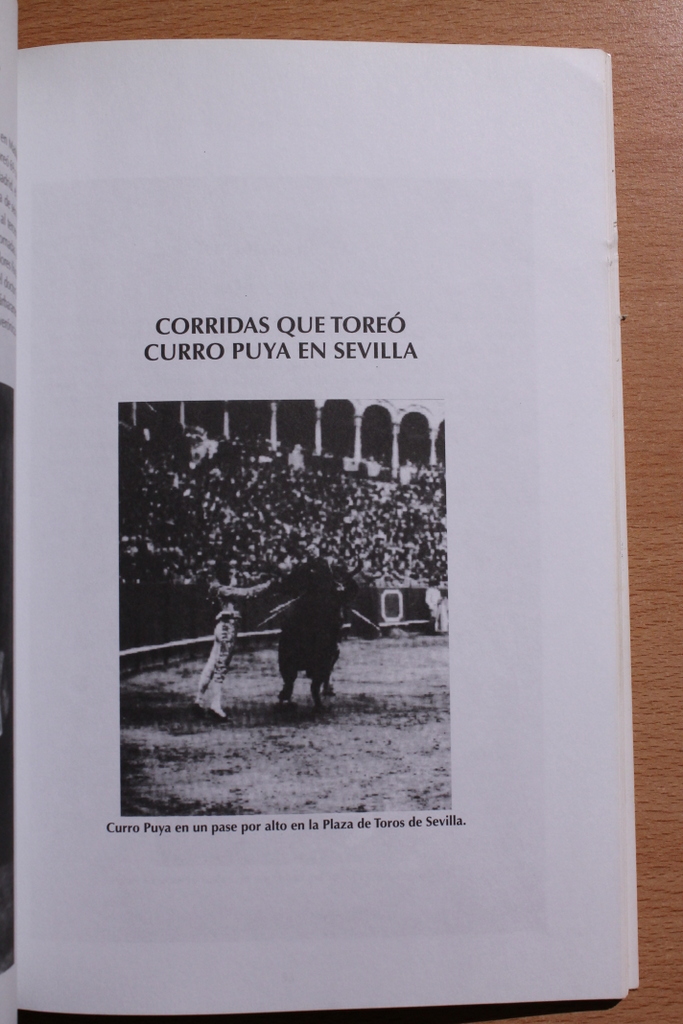 CORRIDAS QUE TOREÓ
CURRO PUYA EN SEVILLA
Curro Puya en un pase por alto en la Plaza de Toros de Sevilla.